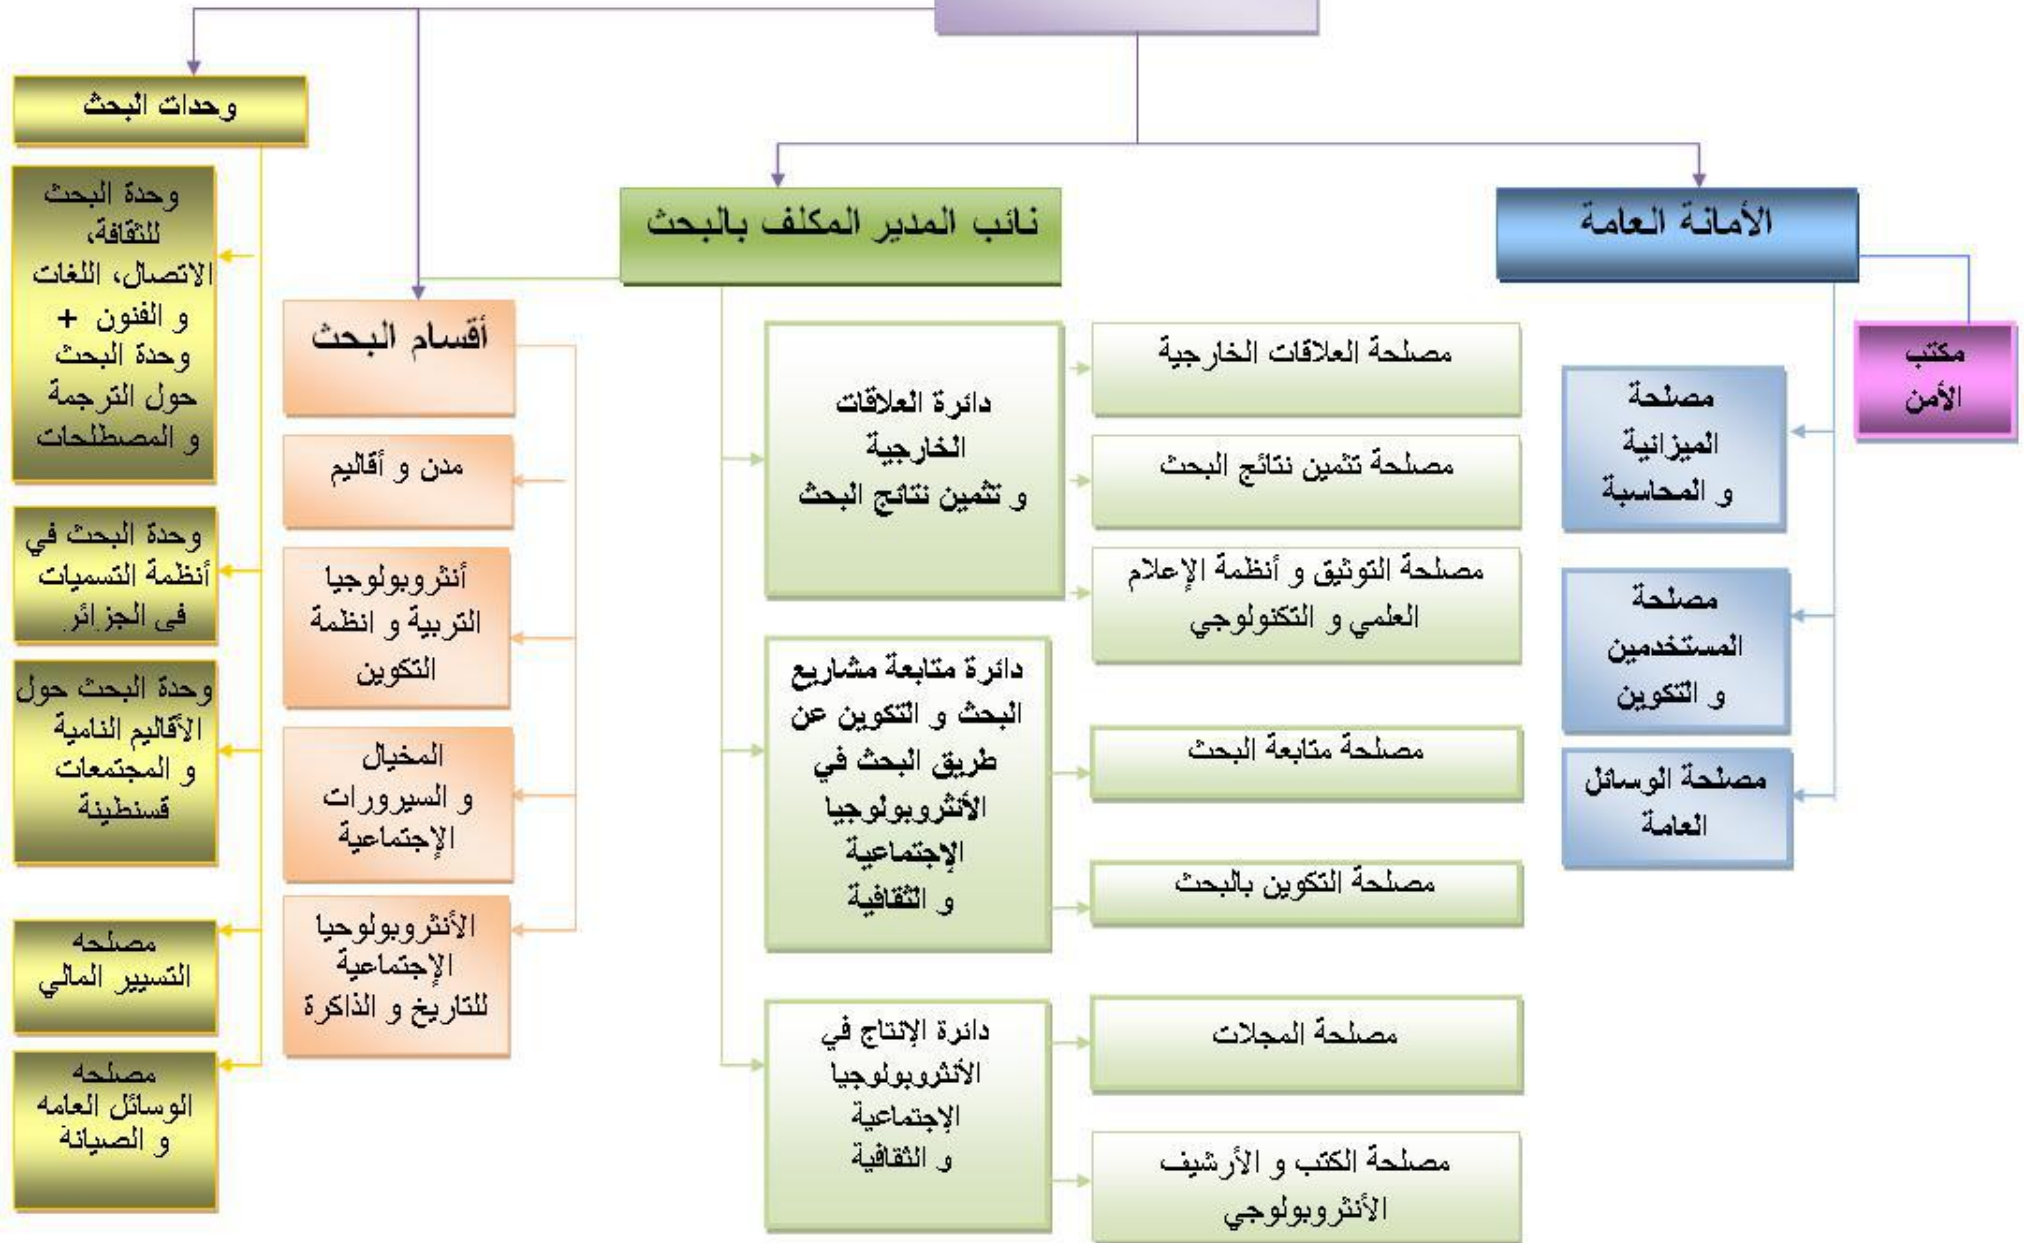 الأمانة العامة
مكتب
الأمن
مصلحة
الميزانية
و المحاسبة
مصلحة
المستخدمين
و التكوين
مصلحة الوسائل
العامة
نائب المدير المكلف بالبحث
دائرة العلاقات
الخارجية
و تثمين نتائج البحث
مصلحة العلاقات الخارجية
مصلحة تثمين نتائج البحث
مصلحة التوثيق و أنظمة الإعلام
العلمي و التكنولوجي
دائرة متابعة مشاريع
البحث و التكوين عن
طريق البحث في
الأنثروبولوجيا
الإجتماعية
و الثقافية
مصلحة متابعة البحث
مصلحة التكوين بالبحث
دائرة الإنتاج في
الأنثروبولوجيا
الإجتماعية
و الثقافية
مصلحة المجلات
مصلحة الكتب و الأرشيف
الأنثروبولوجي
أقسام البحث
مدن و أقاليم
أنثروبولوجيا
التربية و انظمة
التكوين
المخيال
و السيرورات
الإجتماعية
الأنثروبولوحيا
الإجتماعية
للتاريخ و الذاكرة
وحدات البحث
وحدة البحث
للثقافة،
الاتصال، اللغات
و الفنون +
وحدة البحث
حول الترجمة
و المصطلحات
وحدة البحث في
أنظمة التسميات
في الجزائر
وحدة البحث حول
الأقاليم النامية
و المجتمعات
قسنطينة
مصلحه
التسيير المالي
مصلحه
الوسائل العامه
و الصيانة